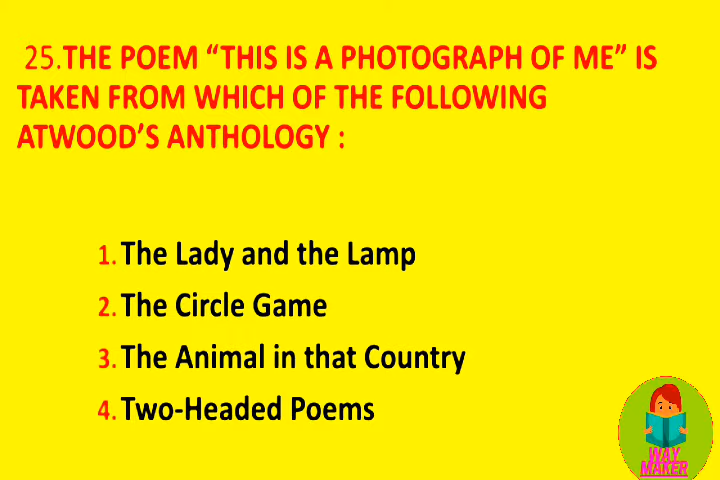 25.THE POEM “THIS IS A PHOTOGRAPH OF ME” IS
TAKEN FROM WHICH OF THE FOLLOWING
ATWOOD’S ANTHOLOGY :
1. The Lady and the Lamp
2. The Circle Game
3. The Animal in that Country
4. Two-Headed Poems
WAY
MAKER